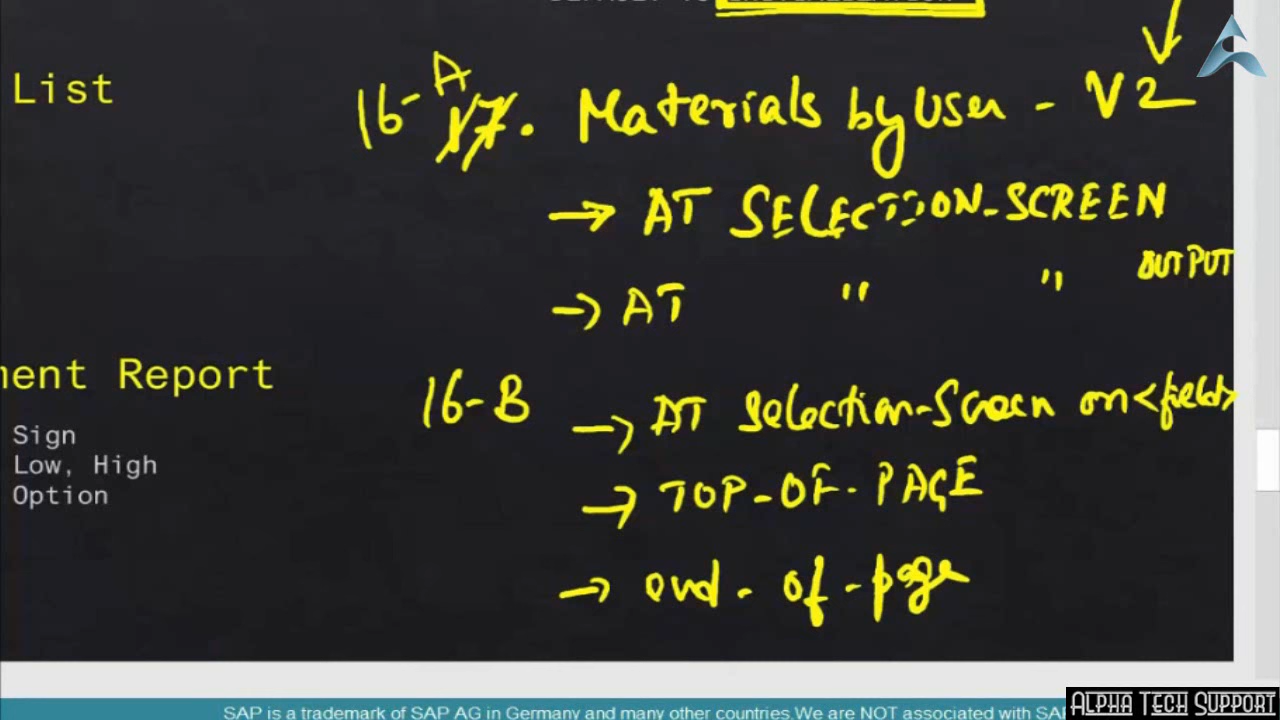 List
16-A 17. Materials by User - V2
→ AT SELECTION-SCREEN
→ AT " " OUTPUT
ment Report
16-B → AT Selection-Screen on <field>
Sign
Low, High
Option
→ TOP-OF-PAGE
→ end-of-page
SAP is a trademark of SAP AG in Germany and many other countries.We are NOT associated with SAP
ALPHA TECH SUPPORT